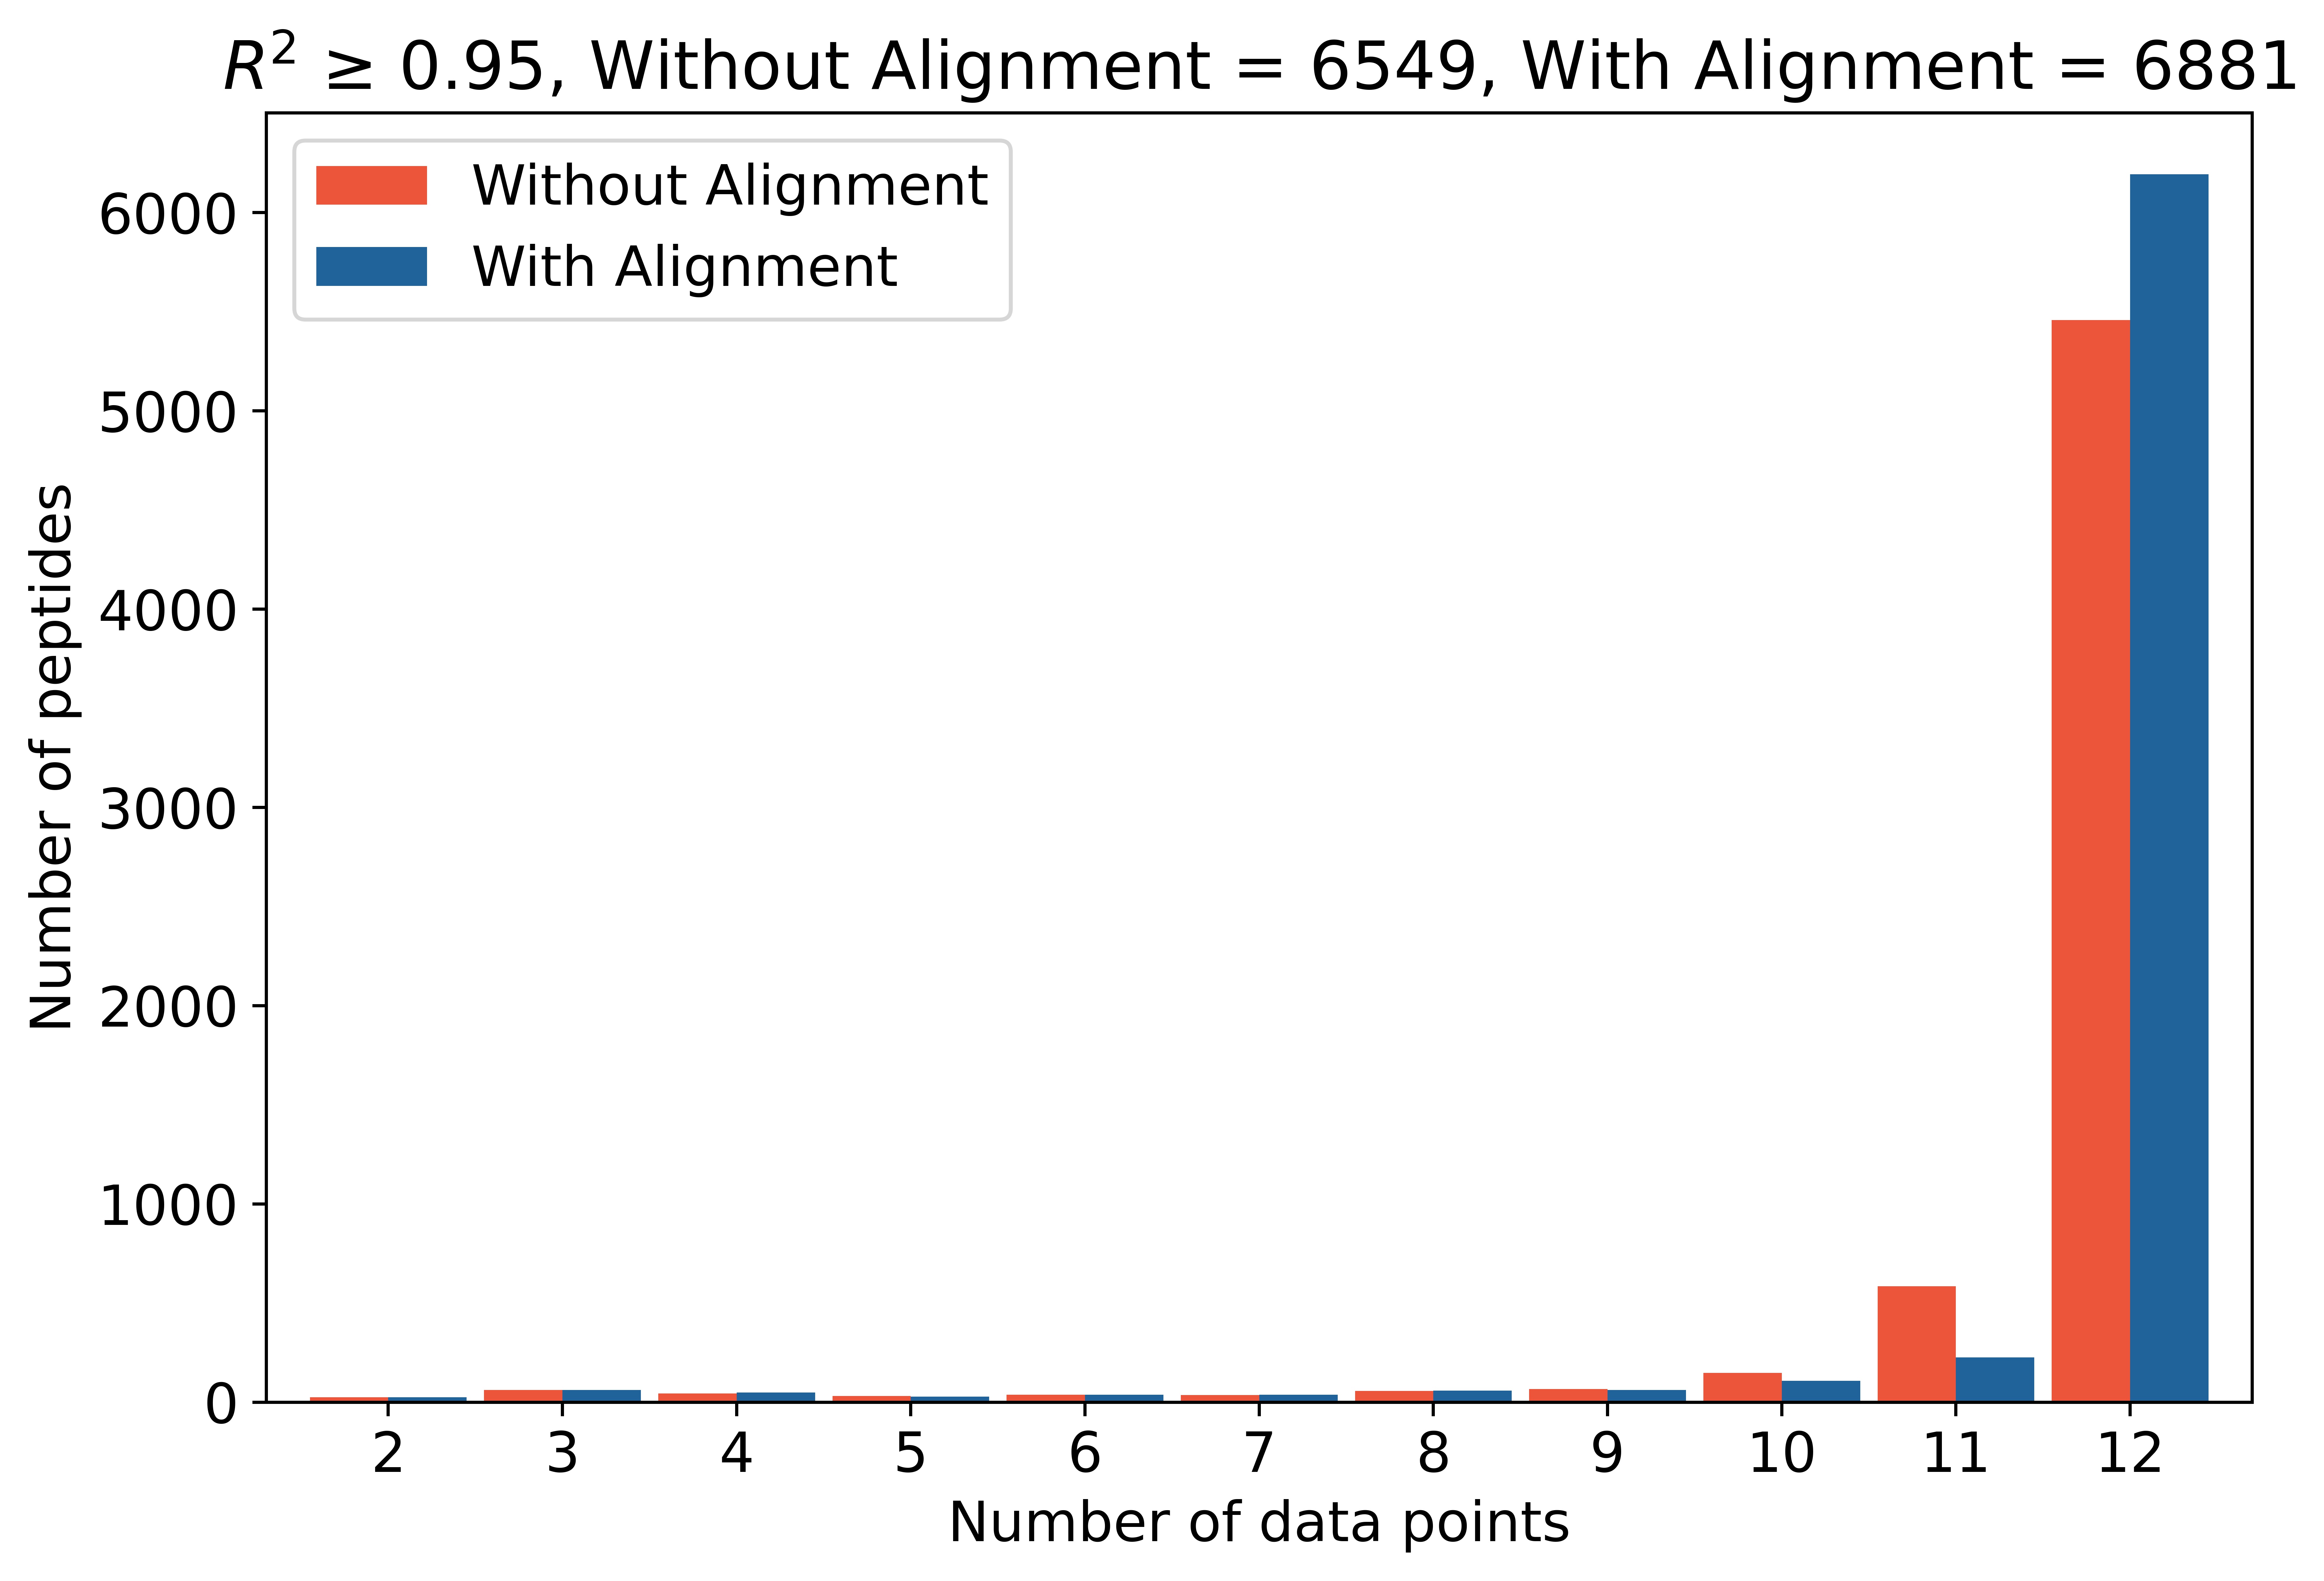 R² ≥ 0.95, Without Alignment = 6549, With Alignment = 6881
Without Alignment
With Alignment
6000
5000
4000
3000
2000
1000
0
Number of peptides
2 3 4 5 6 7 8 9 10 11 12
Number of data points